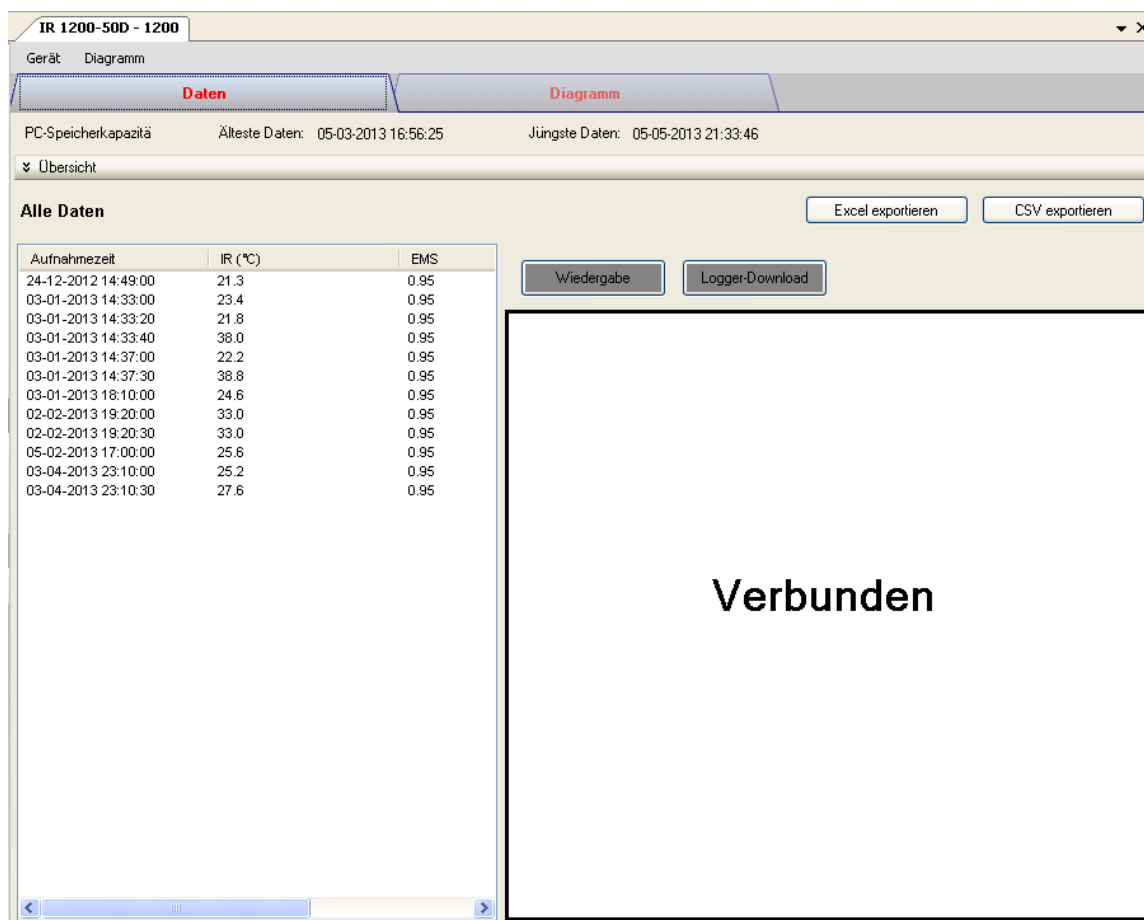 IR 1200-50D - 1200
Gerät Diagramm
Daten Diagramm
PC-Speicherkapazitä Älteste Daten: 05-03-2013 16:56:25 Jüngste Daten: 05-05-2013 21:33:46
Übersicht
Alle Daten Excel exportieren CSV exportieren
Aufnahmezeit IR (℃) EMS
Wiedergabe Logger-Download
24-12-2012 14:49:00 21.3 0.95
03-01-2013 14:33:00 23.4 0.95
03-01-2013 14:33:20 21.8 0.95
03-01-2013 14:33:40 38.0 0.95
03-01-2013 14:37:00 22.2 0.95
03-01-2013 14:37:30 38.8 0.95
03-01-2013 18:10:00 24.6 0.95
02-02-2013 19:20:00 33.0 0.95
02-02-2013 19:20:30 33.0 0.95
05-02-2013 17:00:00 25.6 0.95
03-04-2013 23:10:00 25.2 0.95
03-04-2013 23:10:30 27.6 0.95
Verbunden